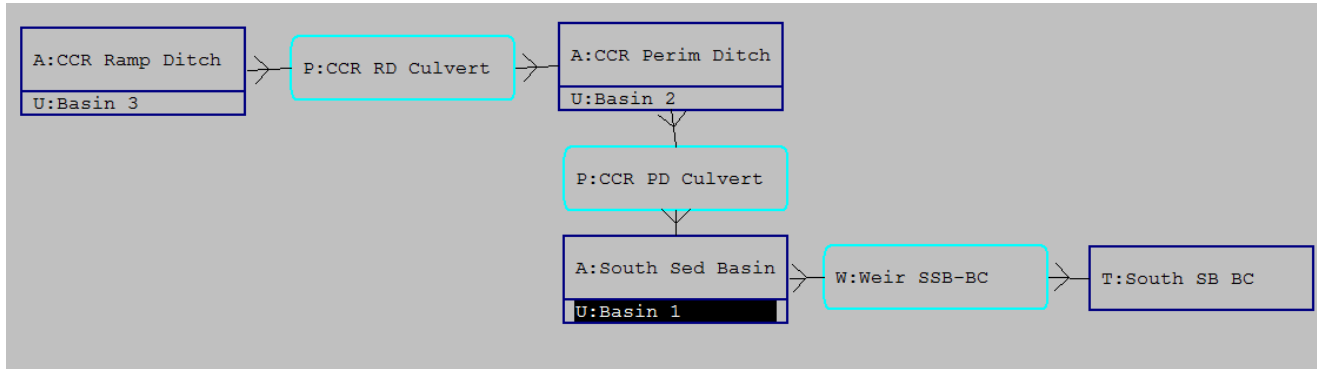 A:CCR Ramp Ditch
U:Basin 3
P:CCR RD Culvert
A:CCR Perim Ditch
U:Basin 2
P:CCR PD Culvert
A:South Sed Basin
U:Basin 1
W:Weir SSB-BC
T:South SB BC